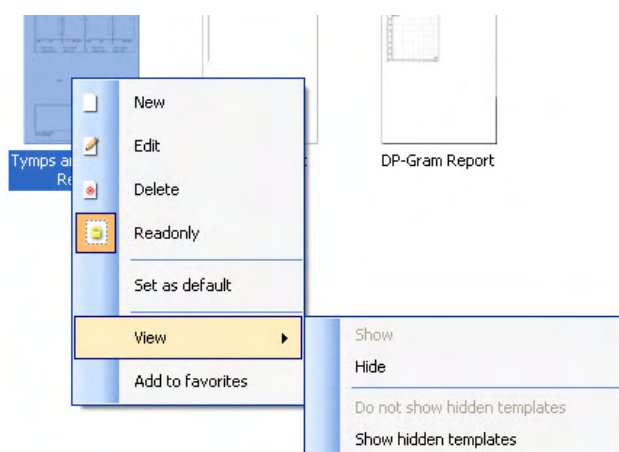 New
Edit
Tymps
DP-Gram Report
Delete
Readonly
Set as default
View
Show
Hide
Add to favorites
Do not show hidden templates
Show hidden templates